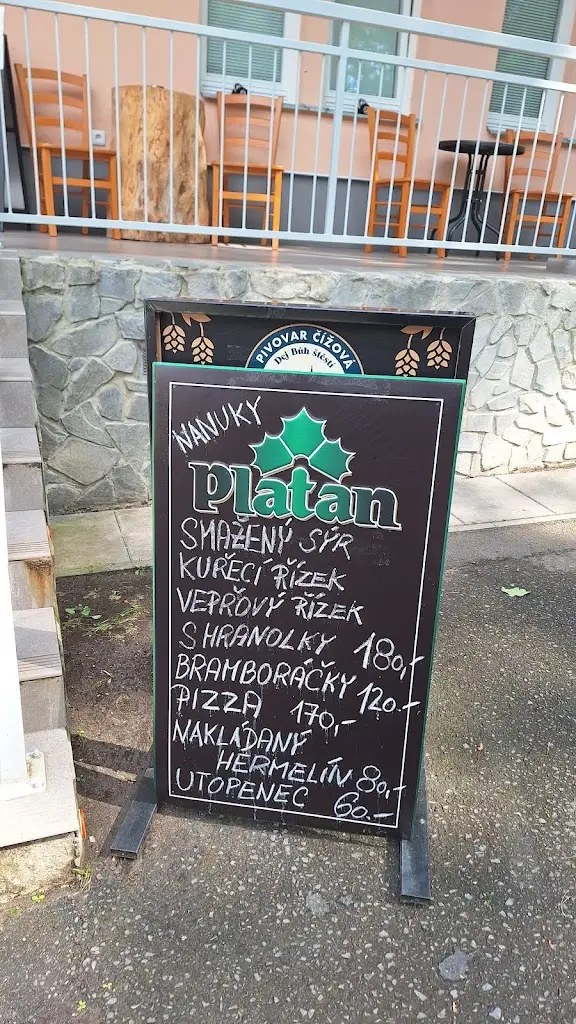 PIVOVAR ČÍŽOVÁ
Dej Bůh štěstí
NANUKY
Platan
SMAŽENÝ SÝR
KUŘECÍ ŘÍZEK
VEPŘOVÝ ŘÍZEK
S HRANOLKY 180,-
BRAMBORÁČKY 120.-
PIZZA 170,-
NAKLÁDANÝ
HERMELÍN 80,-
UTOPENEC 60.-